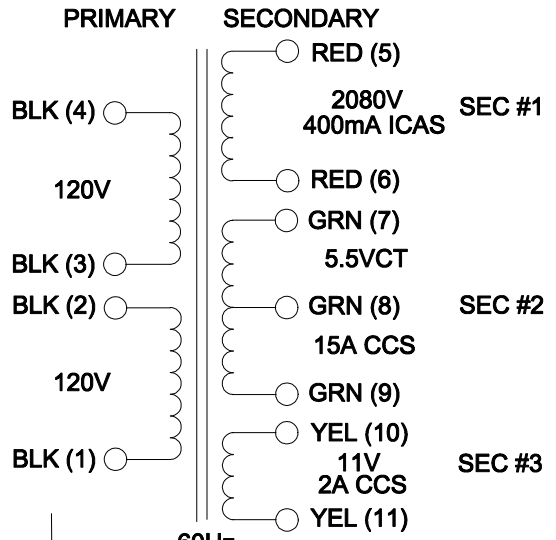 PRIMARY SECONDARY
RED (5)
2080V
400mA ICAS
SEC #1
BLK (4)
120V
RED (6)
GRN (7)
5.5VCT
BLK (3)
BLK (2)
GRN (8)
SEC #2
15A CCS
120V
GRN (9)
YEL (10)
BLK (1)
11V
2A CCS
SEC #3
YEL (11)
60Hz